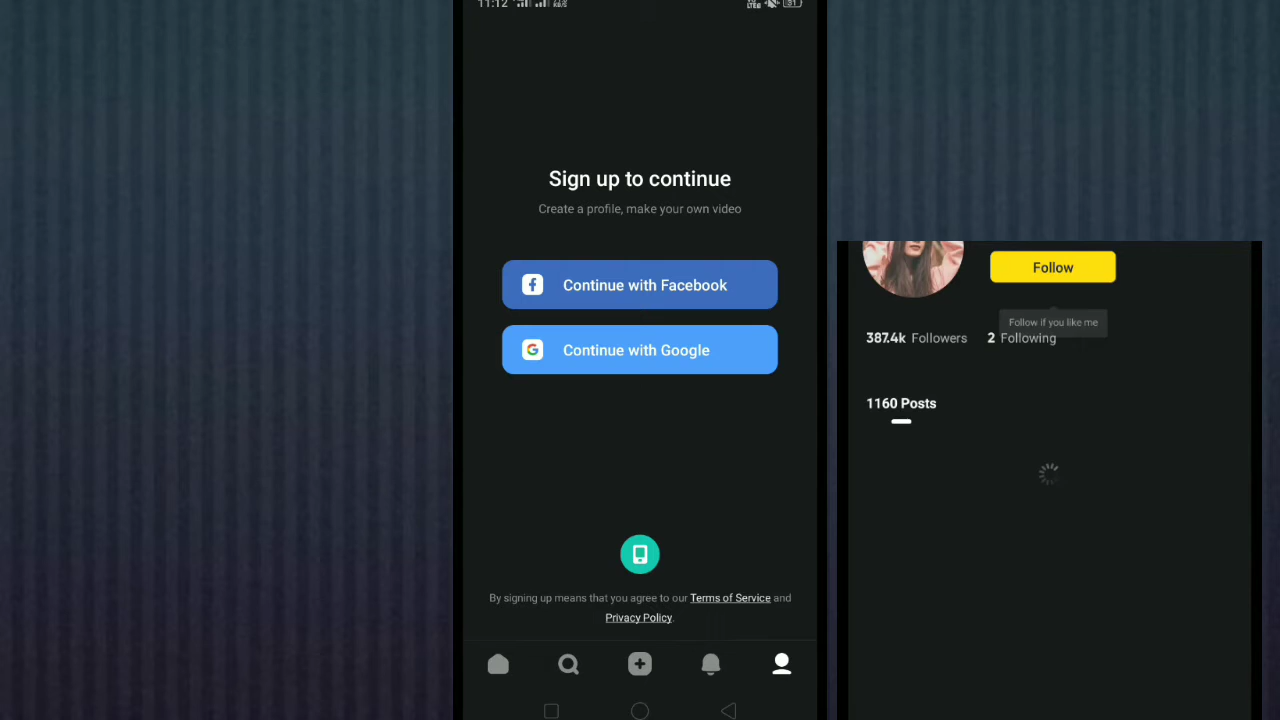 11:12
Sign up to continue
Create a profile, make your own video
Continue with Facebook
Continue with Google
By signing up means that you agree to our Terms of Service and
Privacy Policy.
Follow
Follow if you like me
387.4k Followers 2 Following
1160 Posts